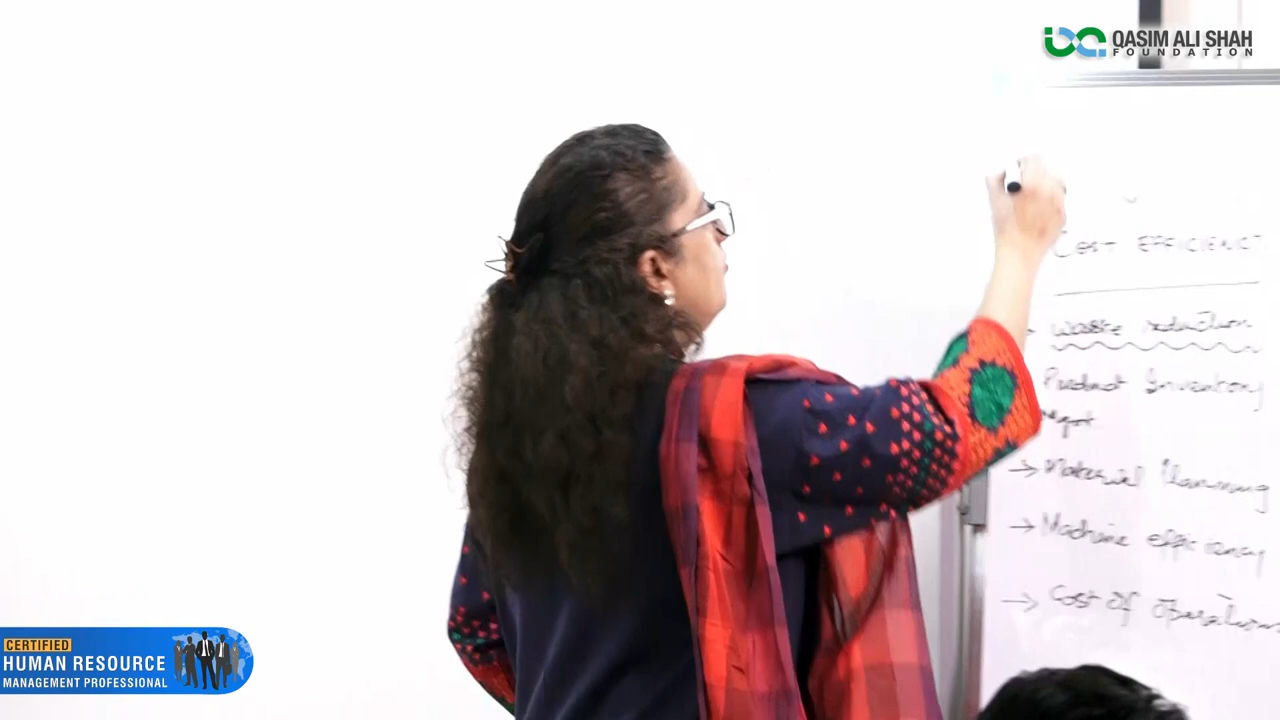 QASIM ALI SHAH
FOUNDATION
COST EFFICIENCY
Waste reduction
Product Inventory
Mgmt
→ Material Planning
→ Machine efficiency
→ Cost of Operations
CERTIFIED
HUMAN RESOURCE
MANAGEMENT PROFESSIONAL